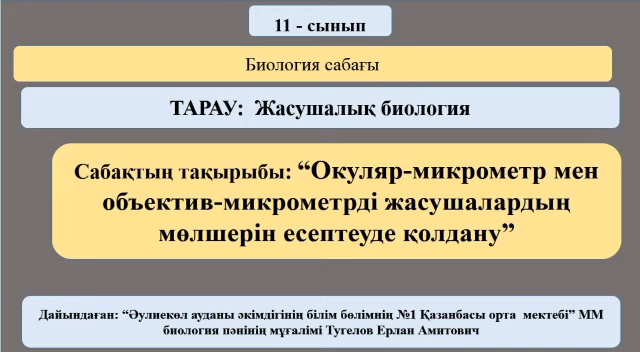 11 - сынып
Биология сабағы
ТАРАУ: Жасушалық биология
Сабақтың тақырыбы: “Окуляр-микрометр мен
объектив-микрометрді жасушалардың
мөлшерін есептеуде қолдану”
Дайындаған: “Әулиекөл ауданы әкімдігінің білім бөлімнің №1 Қазанбасы орта мектебі” ММ
биология пәнінің мұғалімі Тугелов Ерлан Амитович